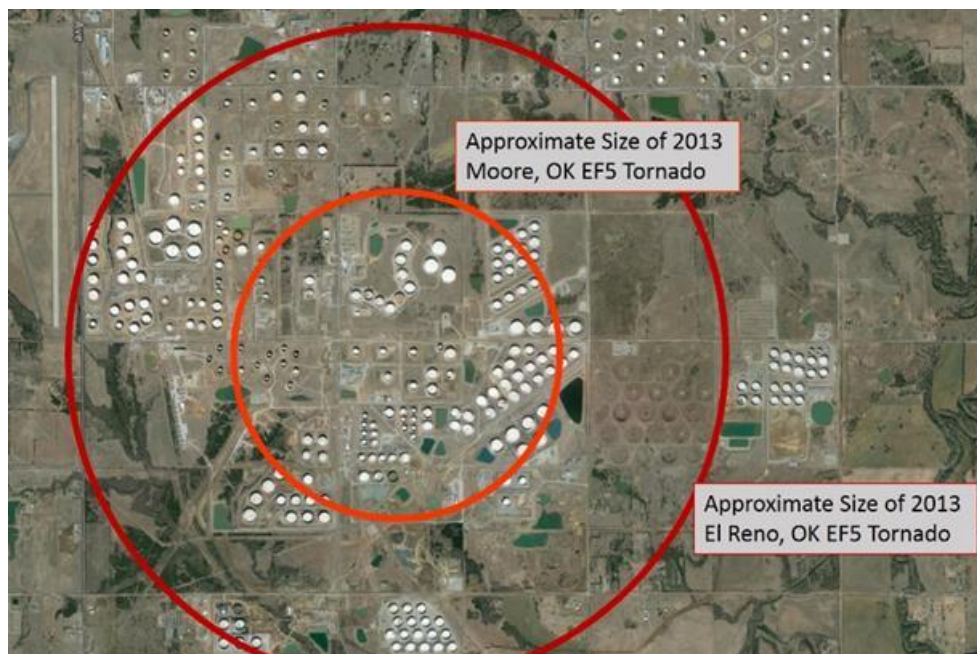 Approximate Size of 2013
Moore, OK EF5 Tornado
Approximate Size of 2013
El Reno, OK EF5 Tornado